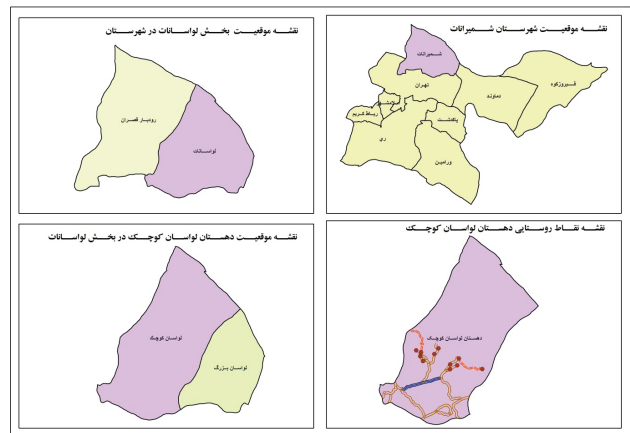 نقشه موقعیت شهرستان شمیرانات
شمیرانات
تهران
فیروزکوه
دماوند
اسلامشهر
رباط کریم
پاکدشت
ری
ورامین
نقشه موقعیت بخش لواسانات در شهرستان
رودبار قصران
لواسانات
نقشه نقاط روستایی دهستان لواسان کوچک
دهستان لواسان کوچک
نقشه موقعیت دهستان لواسان کوچک در بخش لواسانات
لواسان کوچک
لواسان بزرگ